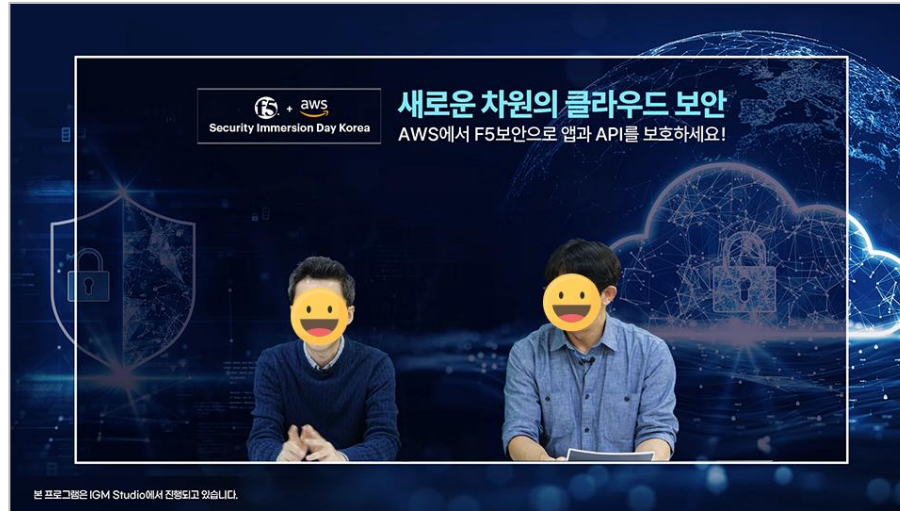 f5 + aws
Security Immersion Day Korea
새로운 차원의 클라우드 보안
AWS에서 F5보안으로 앱과 API를 보호하세요!
본 프로그램은 IGM Studio에서 진행되고 있습니다.